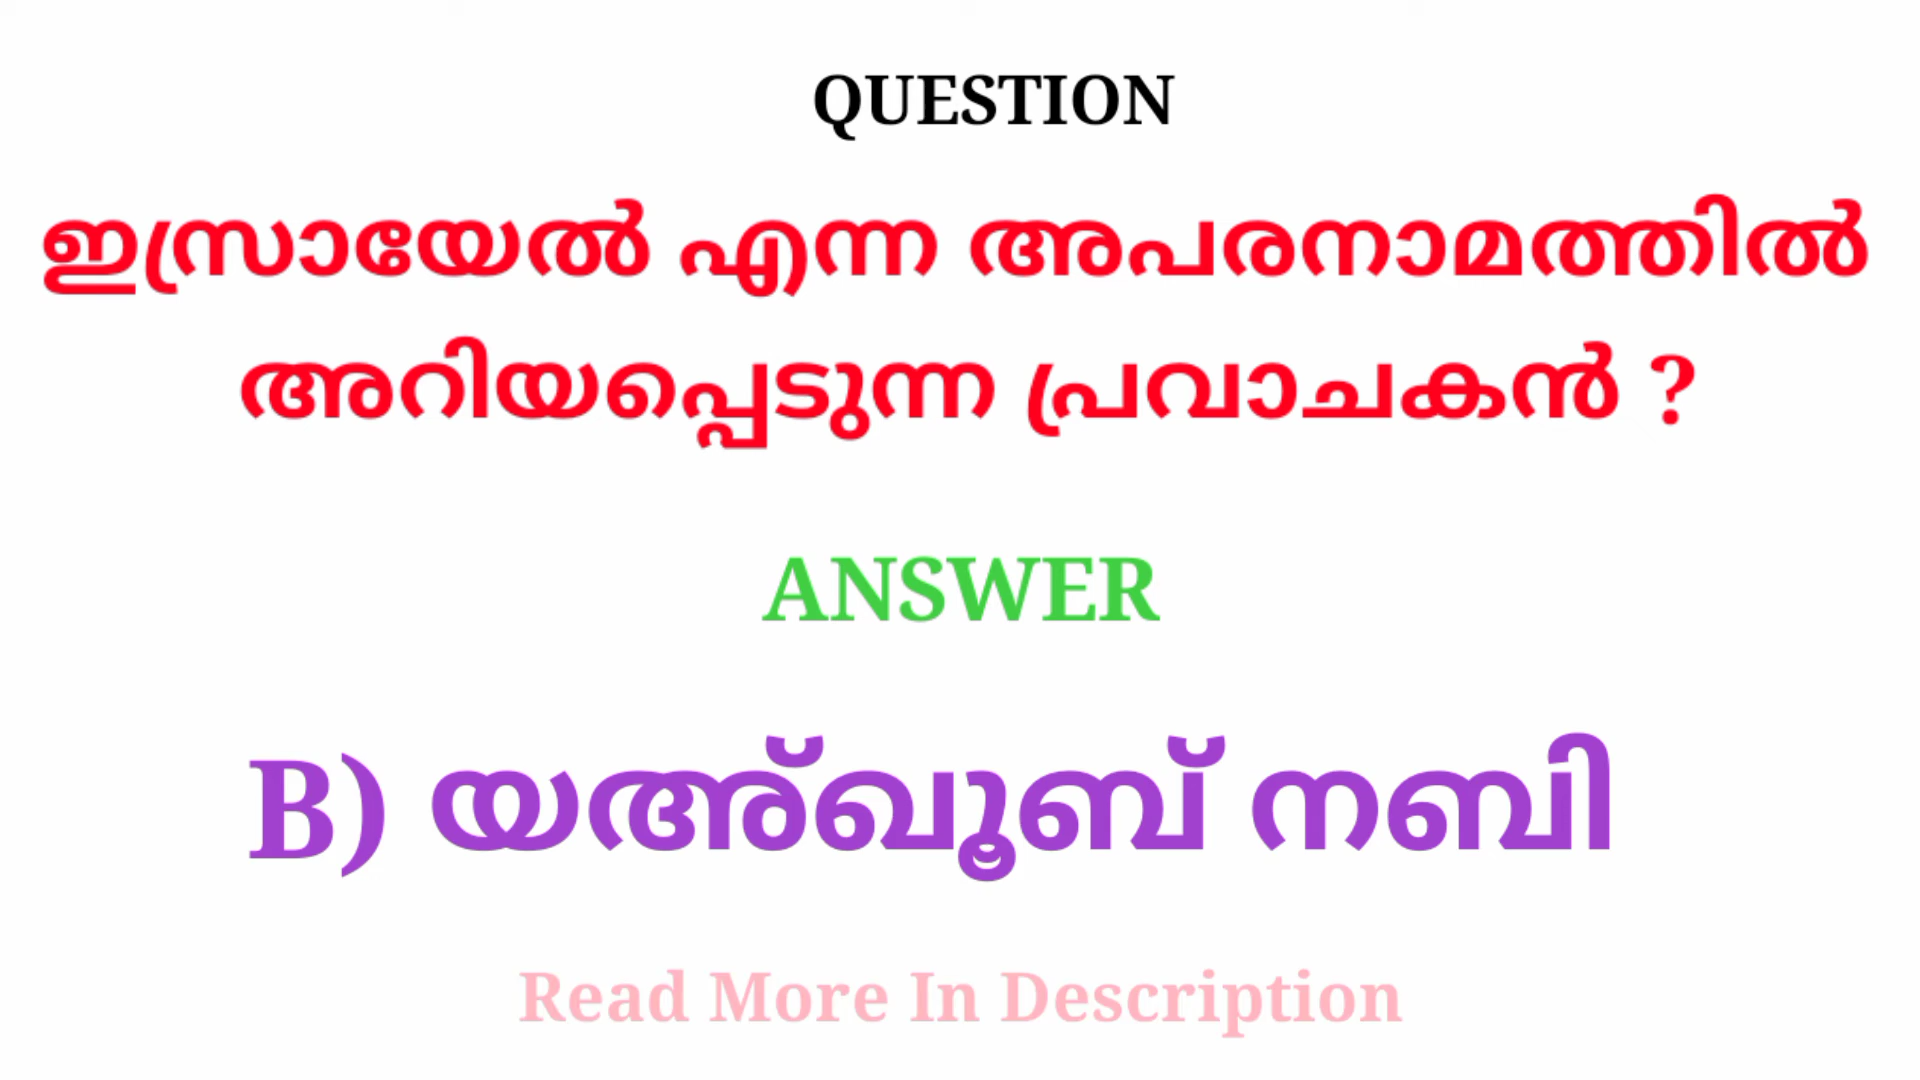 QUESTION
ഇസ്രായേൽ എന്ന അപരനാമത്തിൽ
അറിയപ്പെടുന്ന പ്രവാചകൻ ?
ANSWER
B) യഅ്ഖൂബ് നബി
Read More In Description